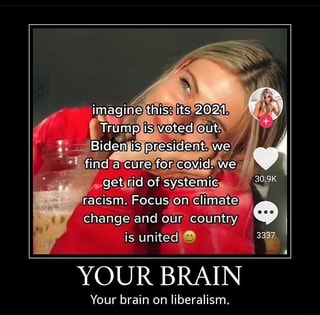 imagine this: its 2021.
Trump is voted out.
Biden is president. we
find a cure for covid. we
get rid of systemic
racism. Focus on climate
change and our country
is united 😊
30.9K
3337
YOUR BRAIN
Your brain on liberalism.